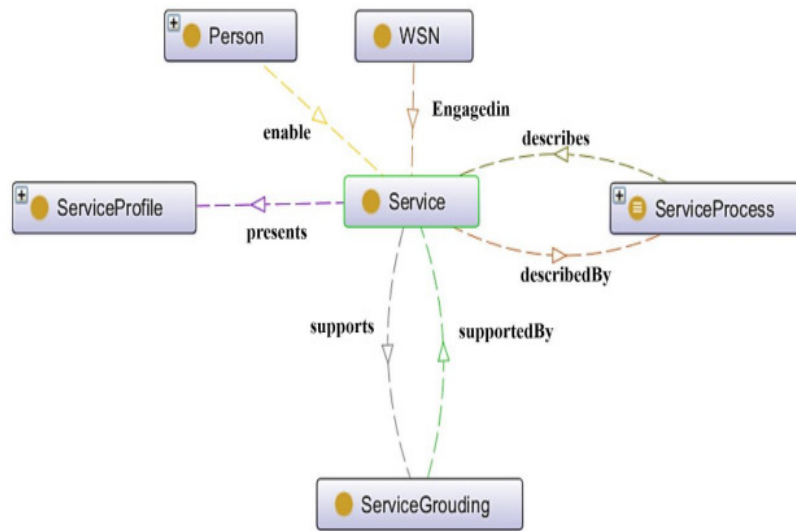 Person
WSN
enable
Engagedin
describes
ServiceProfile
Service
ServiceProcess
presents
describedBy
supports
supportedBy
ServiceGrouding